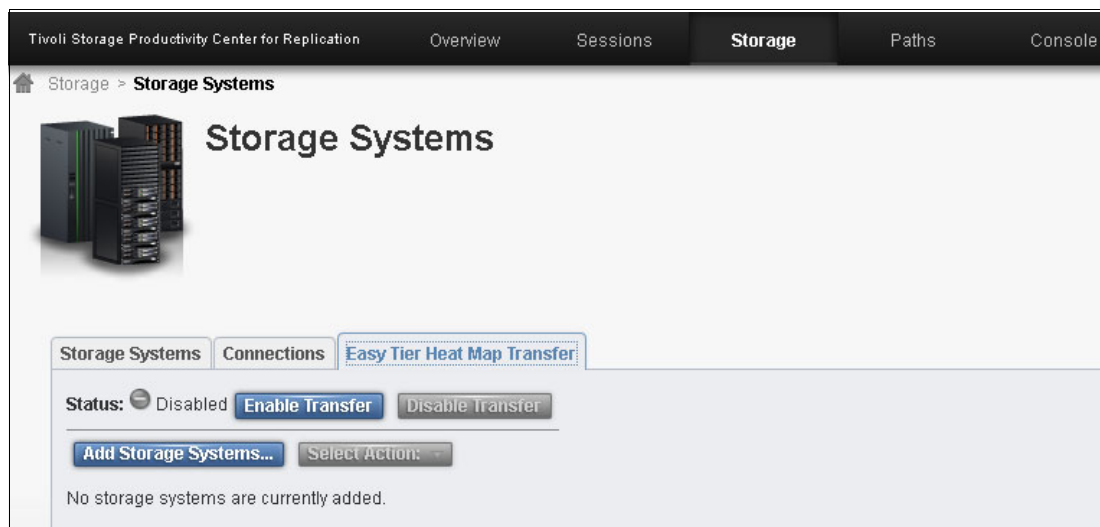 Tivoli Storage Productivity Center for Replication Overview Sessions Storage Paths Console
Storage > Storage Systems
Storage Systems
Storage Systems Connections Easy Tier Heat Map Transfer
Status: Disabled Enable Transfer Disable Transfer
Add Storage Systems... Select Action:
No storage systems are currently added.